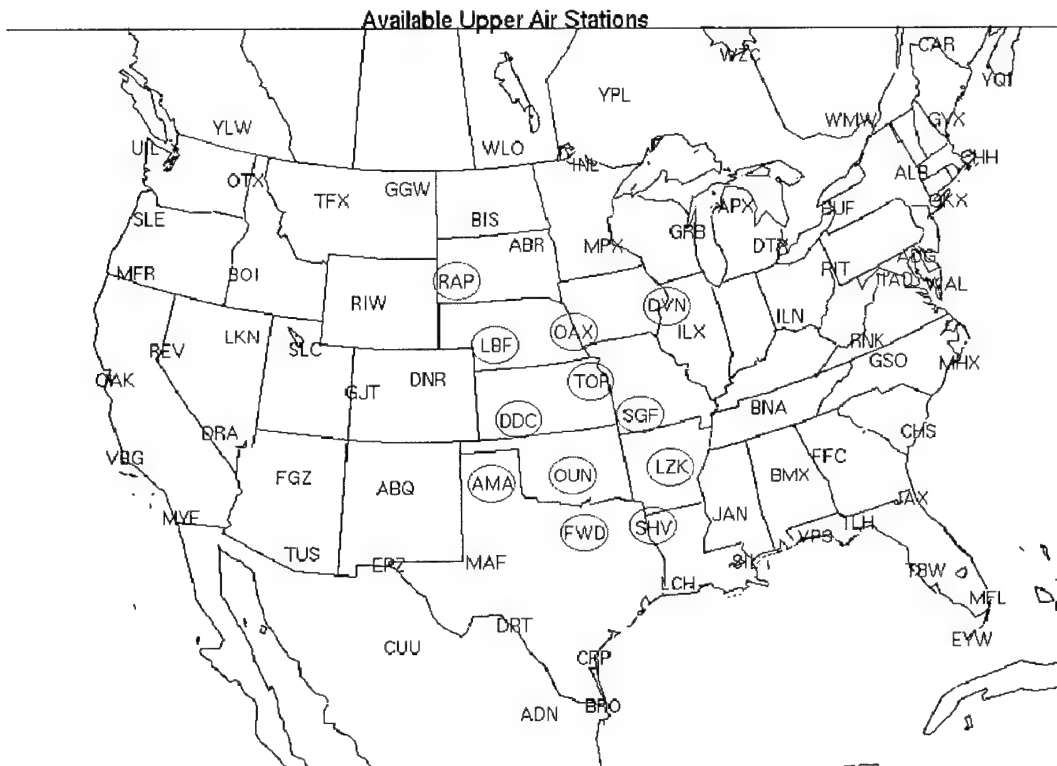 Available Upper Air Stations
WZC
CAR
YQI
YPL
YLW
WMW
GYX
UIL
WLO
INL
CHH
ALB
OTX
TFX
GGW
OKX
SLE
BIS
APX
BUF
ABR
MPX
GRB
DTX
MFR
BOI
RAP
PIT
ADG
IAD
WAL
RIW
DVN
ILX
ILN
LKN
OAX
REV
SLC
LBF
RNK
GSO
MHX
OAK
GJT
DNR
TOP
BNA
DRA
DDC
SGF
CHS
VBG
FGZ
ABQ
AMA
OUN
LZK
BMX
FFC
JAX
MYF
JAN
TLH
FWD
SHV
VPS
TUS
EPZ
MAF
SIL
LCH
TBW
MFL
DRT
EYW
CUU
CRP
ADN
BRO